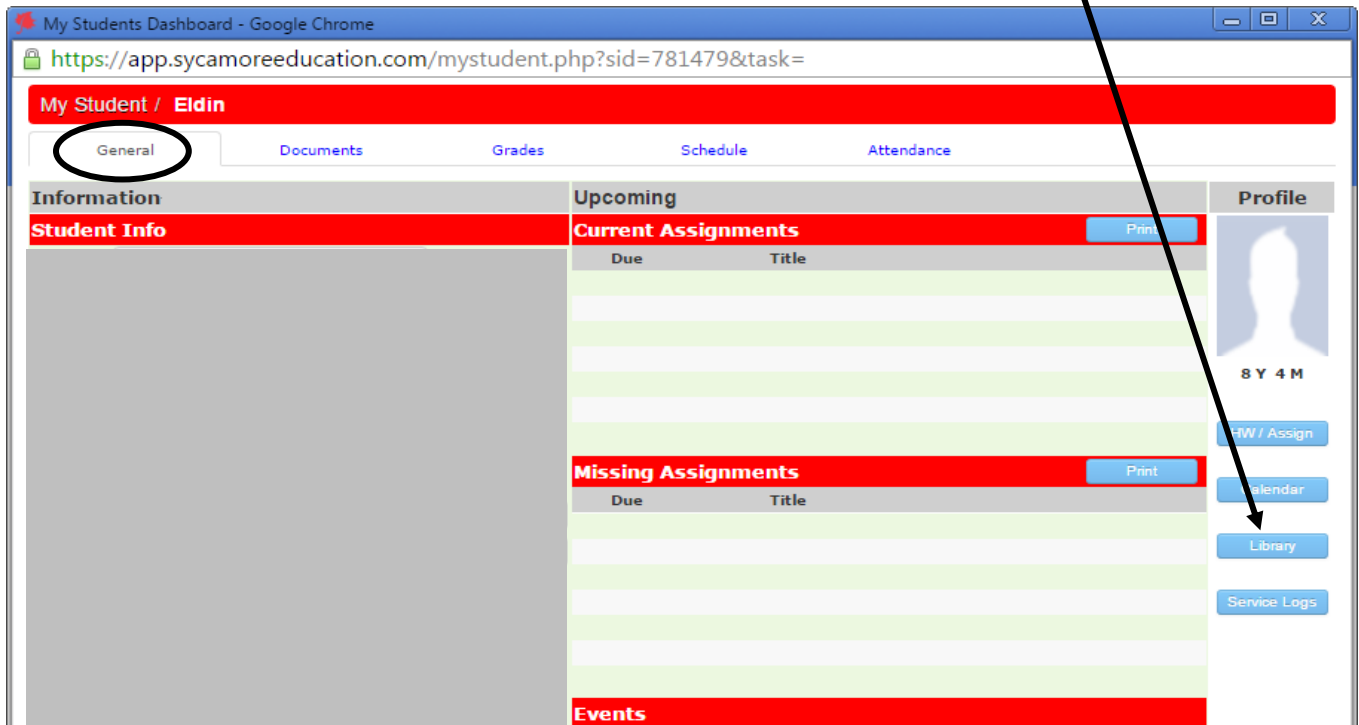 My Students Dashboard - Google Chrome
https://app.sycamoreeducation.com/mystudent.php?sid=781479&task=
My Student / Eldin
General Documents Grades Schedule Attendance
Information Upcoming Profile
Student Info Current Assignments Print
Due Title
8 Y 4 M
HW / Assign
Missing Assignments Print
Calendar
Due Title
Library
Service Logs
Events